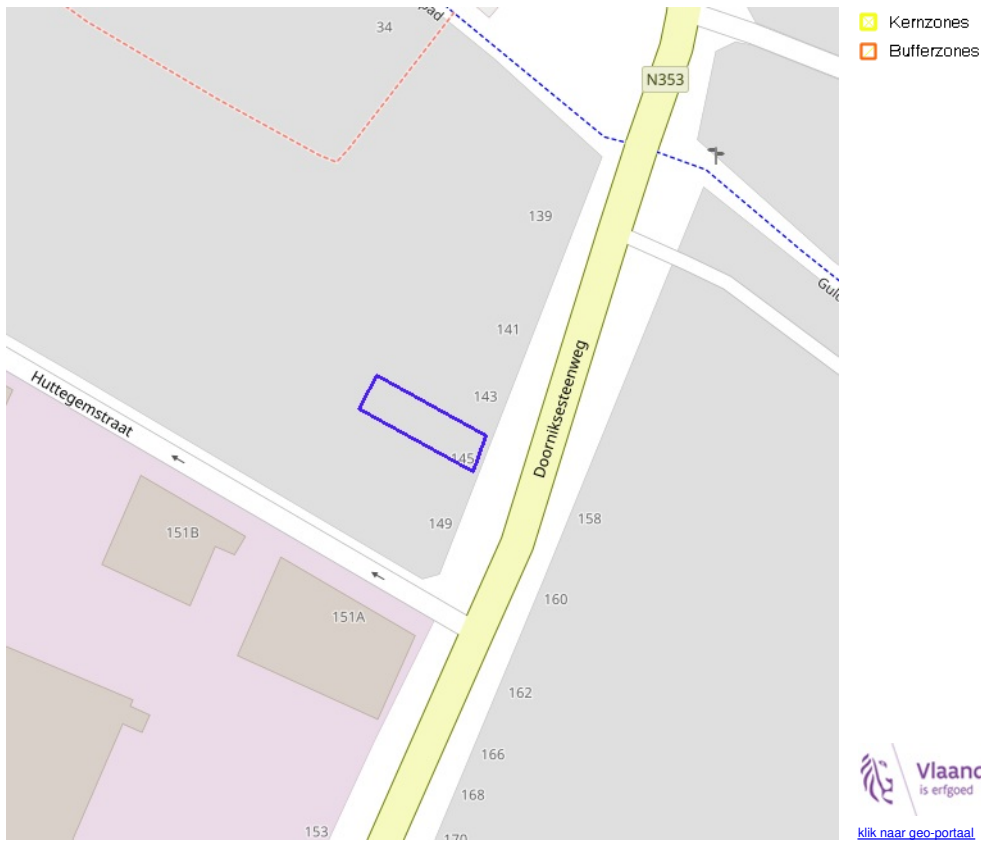 Kernzones
Bufferzones
pad
34
N353
139
Guld
141
143
Doorniksesteenweg
Huttegemstraat
145
149
158
151B
160
151A
162
166
168
153
170
Vlaand
is erfgoed
klik naar geo-portaal